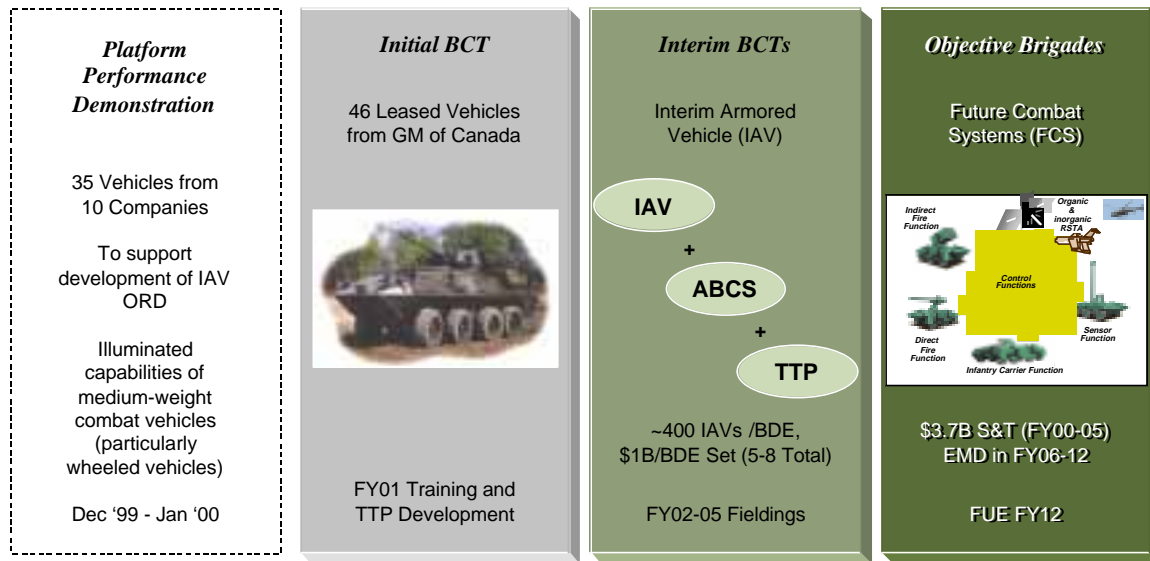 Platform
Performance
Demonstration
35 Vehicles from
10 Companies
To support
development of IAV
ORD
Illuminated
capabilities of
medium-weight
combat vehicles
(particularly
wheeled vehicles)
Dec ‘99 - Jan ‘00
Initial BCT
46 Leased Vehicles
from GM of Canada
FY01 Training and
TTP Development
Interim BCTs
Interim Armored
Vehicle (IAV)
IAV
+
ABCS
+
TTP
~400 IAVs /BDE,
$1B/BDE Set (5-8 Total)
FY02-05 Fieldings
Objective Brigades
Future Combat
Systems (FCS)
Indirect
Fire
Function
Organic
&
inorganic
RSTA
Control
Functions
Direct
Fire
Function
Sensor
Function
Infantry Carrier Function
$3.7B S&T (FY00-05)
EMD in FY06-12
FUE FY12